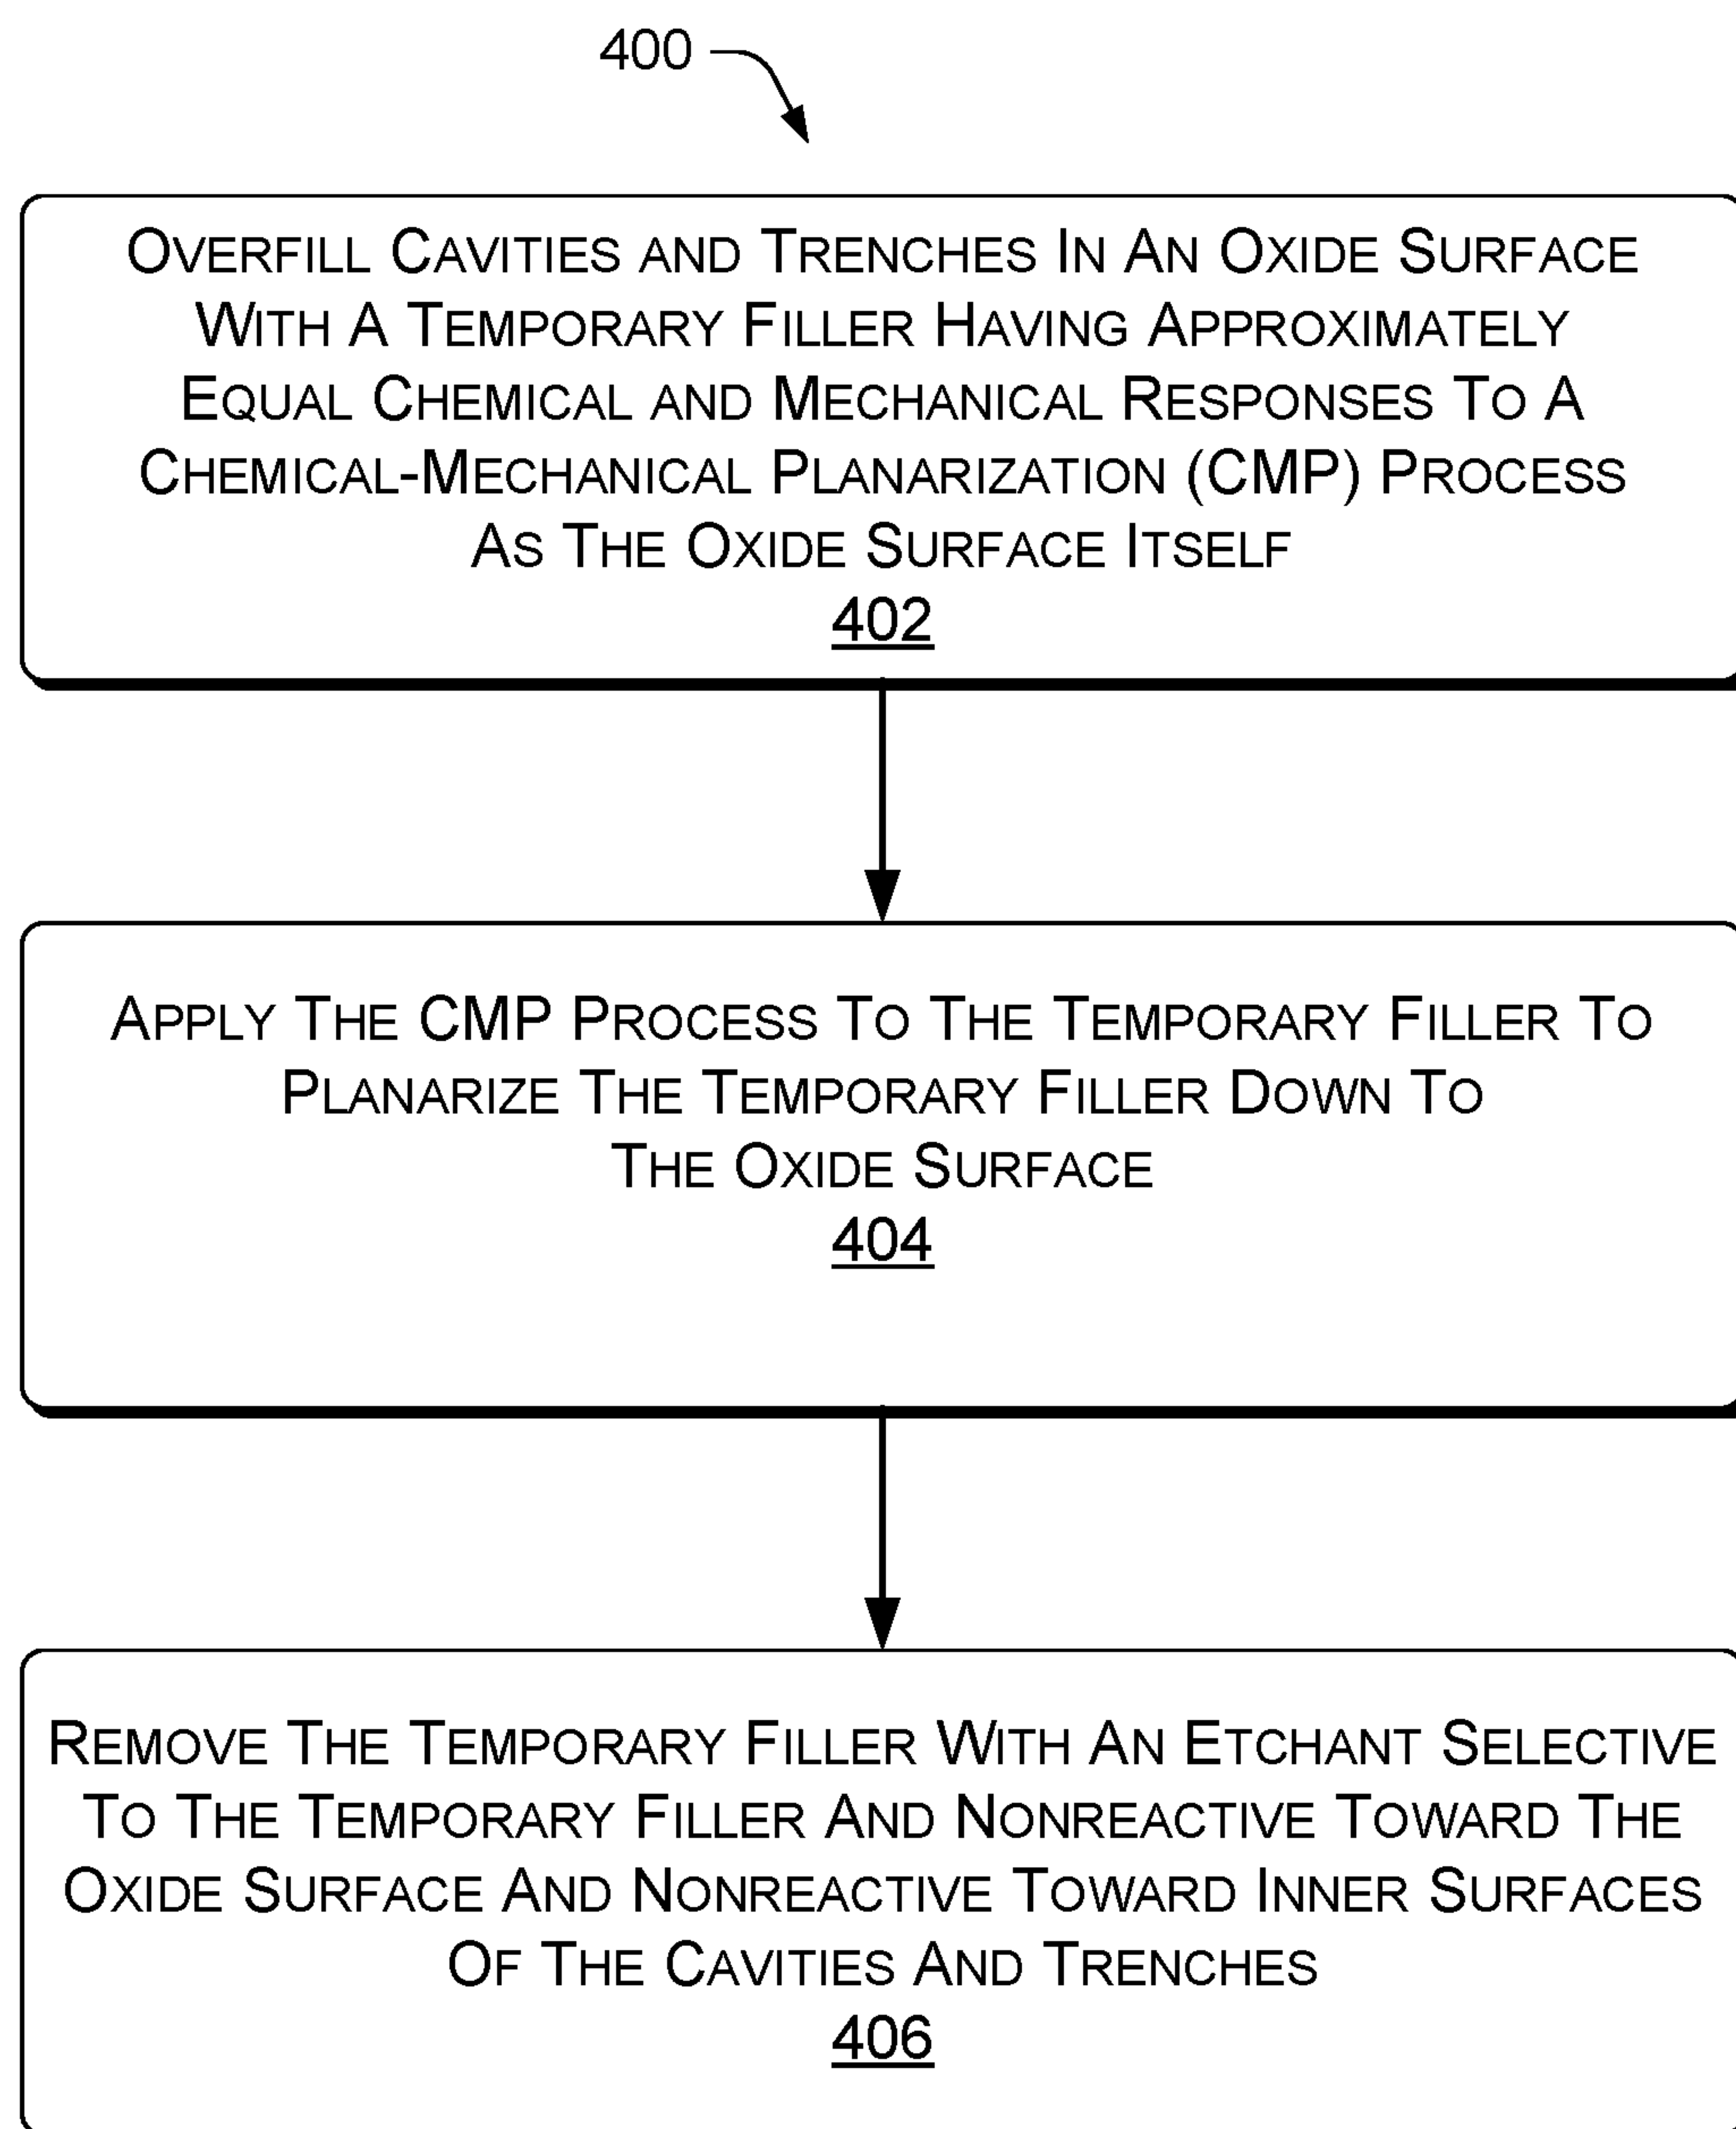 400
OVERFILL CAVITIES AND TRENCHES IN AN OXIDE SURFACE
WITH A TEMPORARY FILLER HAVING APPROXIMATELY
EQUAL CHEMICAL AND MECHANICAL RESPONSES TO A
CHEMICAL-MECHANICAL PLANARIZATION (CMP) PROCESS
AS THE OXIDE SURFACE ITSELF
402
APPLY THE CMP PROCESS TO THE TEMPORARY FILLER TO
PLANARIZE THE TEMPORARY FILLER DOWN TO
THE OXIDE SURFACE
404
REMOVE THE TEMPORARY FILLER WITH AN ETCHANT SELECTIVE
TO THE TEMPORARY FILLER AND NONREACTIVE TOWARD THE
OXIDE SURFACE AND NONREACTIVE TOWARD INNER SURFACES
OF THE CAVITIES AND TRENCHES
406